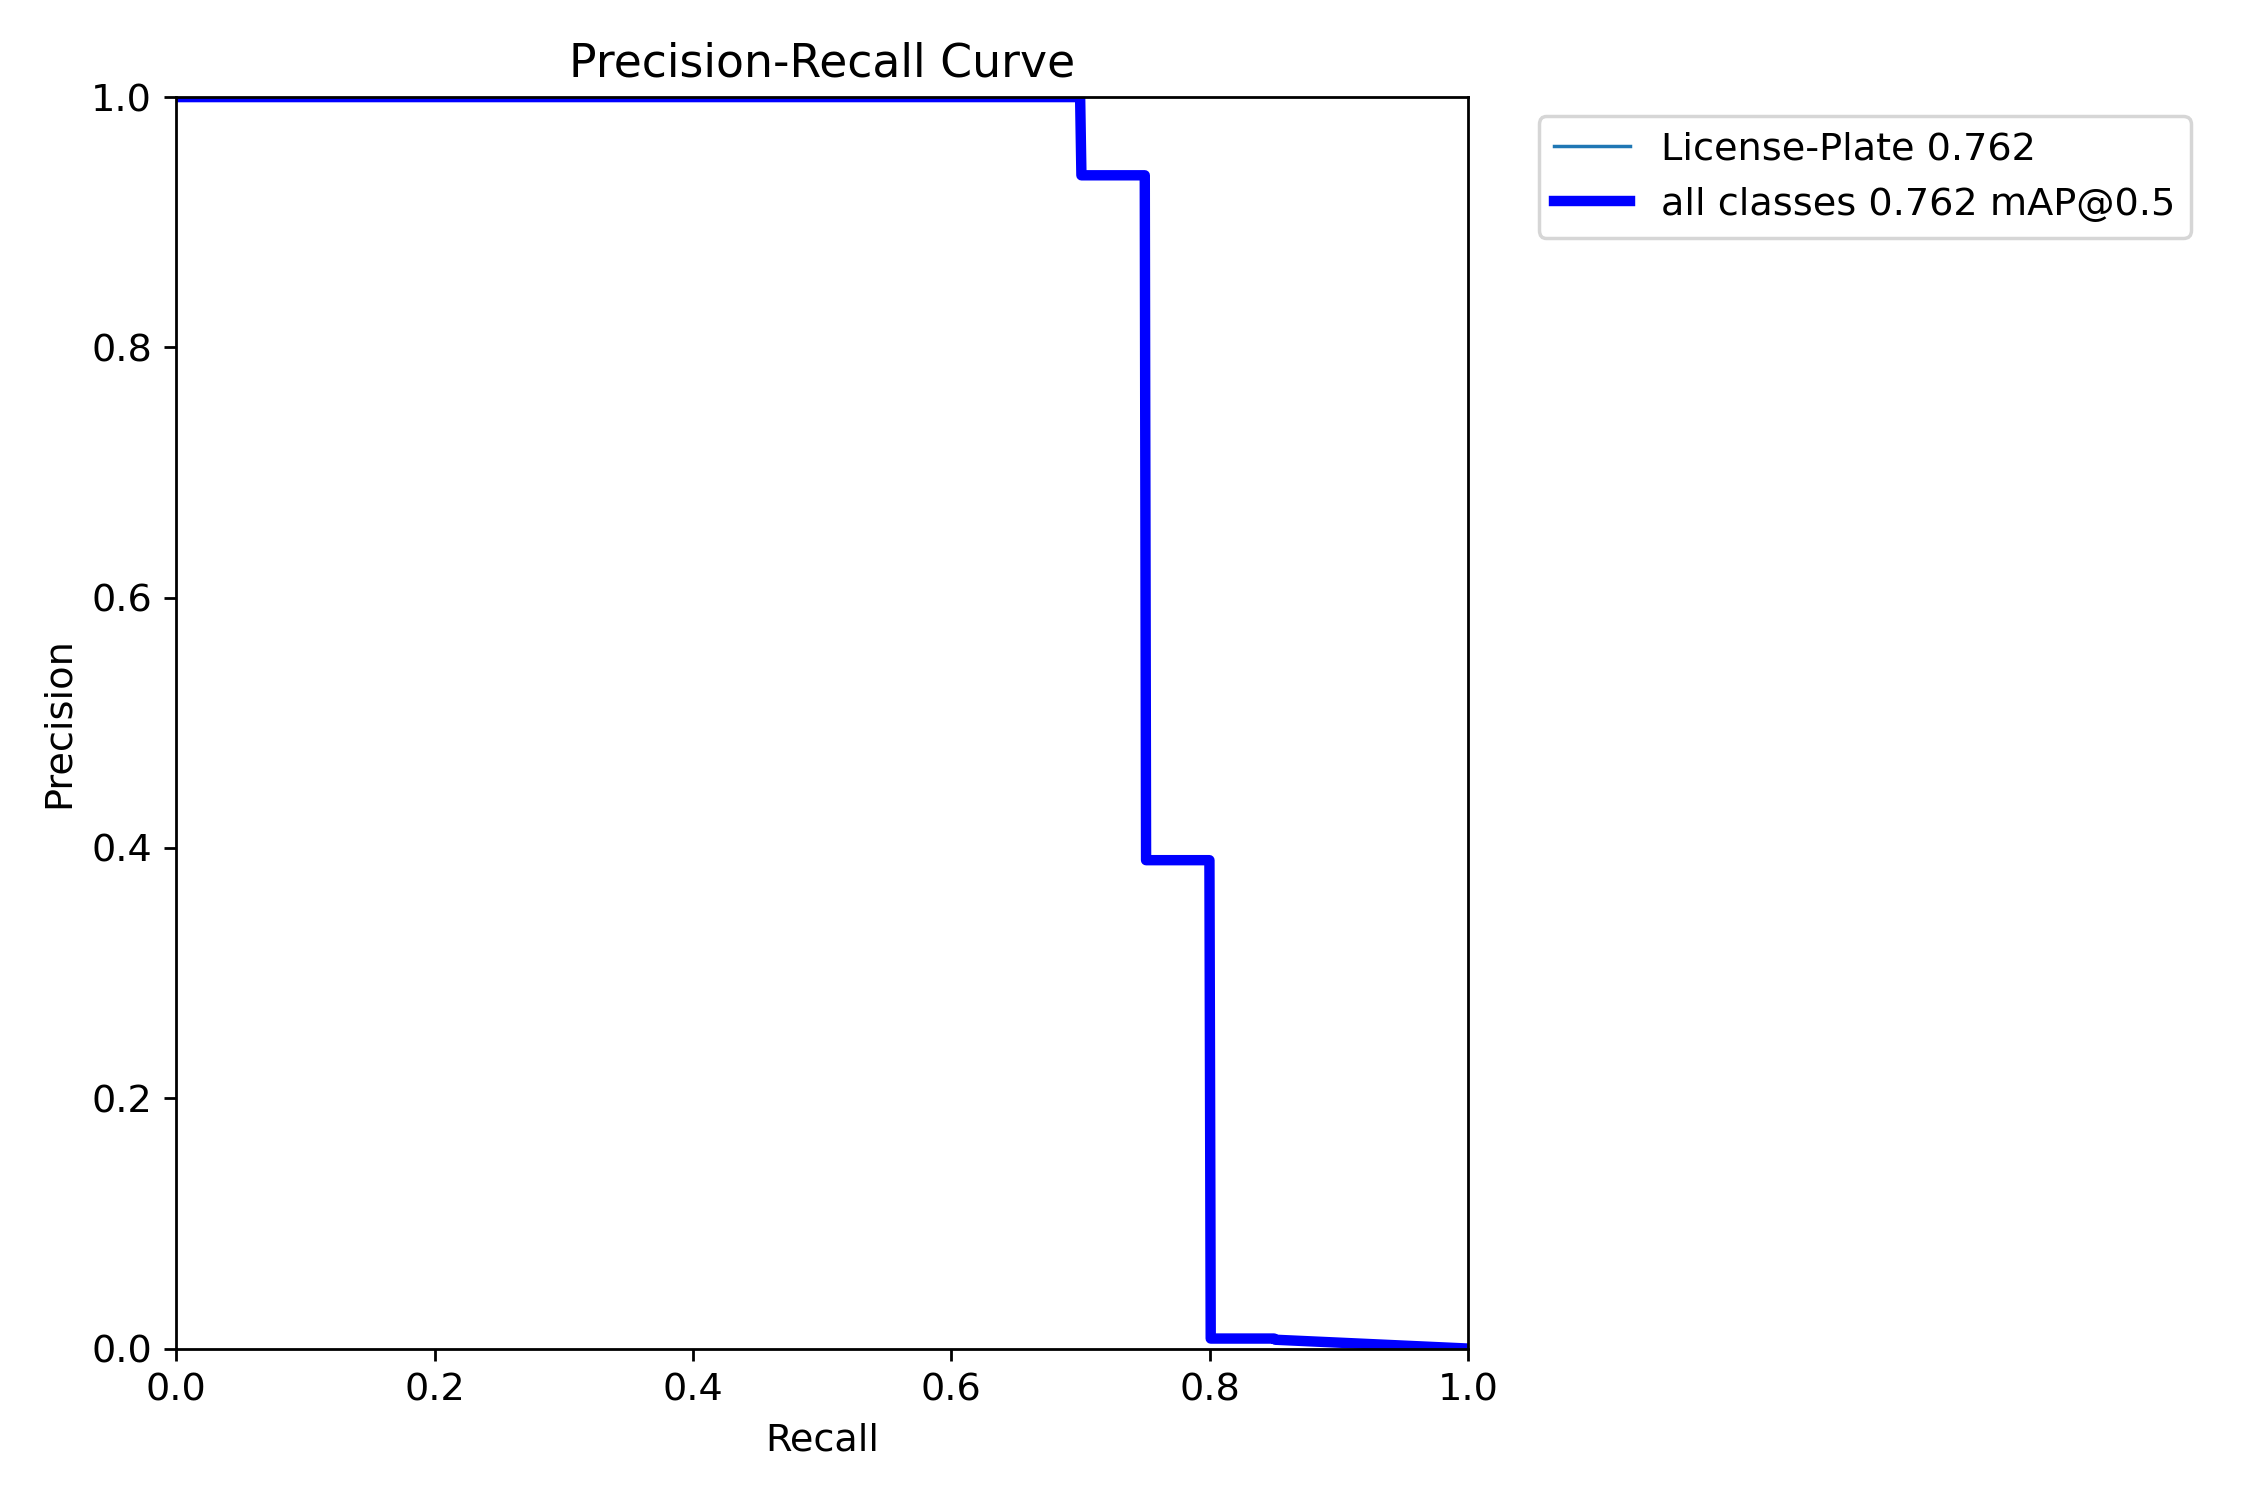 Precision-Recall Curve
1.0
0.8
0.6
0.4
0.2
0.0
Precision
0.0 0.2 0.4 0.6 0.8 1.0
Recall
License-Plate 0.762
all classes 0.762 mAP@0.5